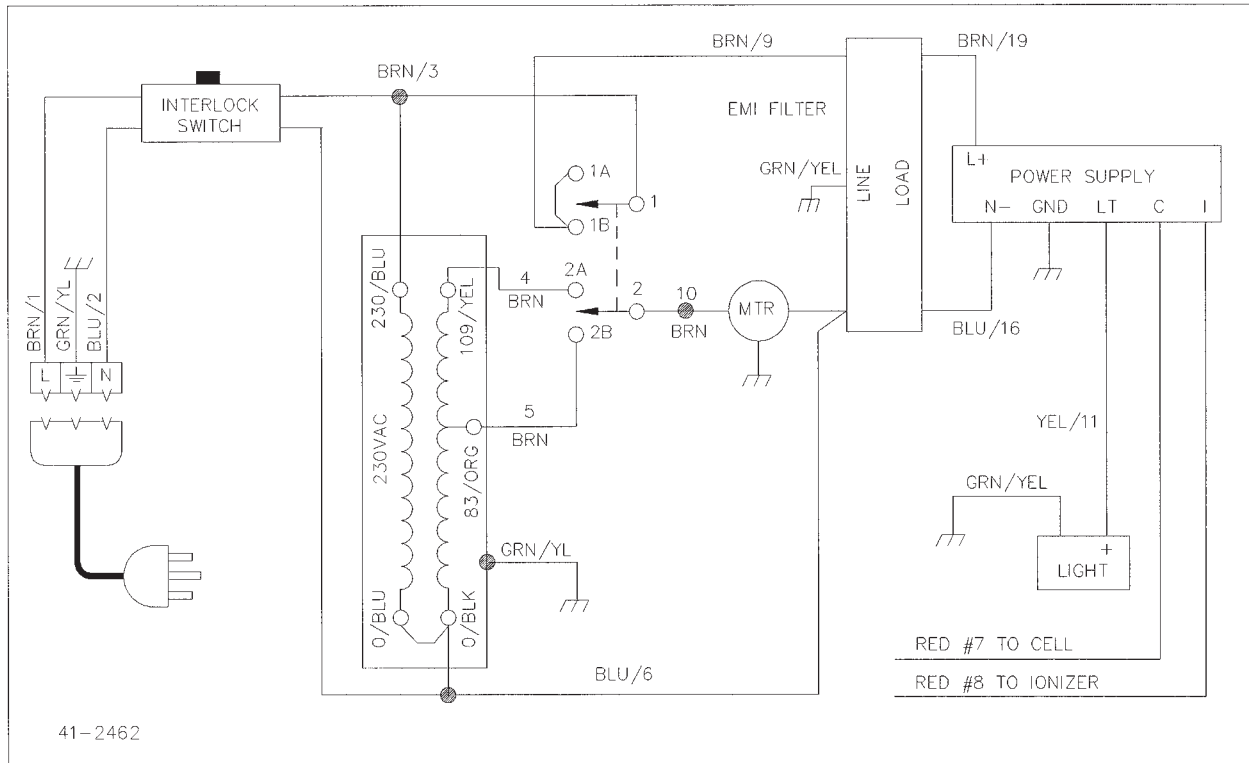 BRN/9
BRN/19
BRN/3
INTERLOCK
SWITCH
EMI FILTER
GRN/YEL
LINE
LOAD
L+
POWER SUPPLY
N-
GND
LT
C
I
1A
1
1B
2A
2
2B
4
BRN
10
BRN
MTR
BLU/16
230/BLU
109/YEL
BRN/1
GRN/YL
BLU/2
L
N
5
BRN
230VAC
83/ORG
YEL/11
GRN/YEL
GRN/YL
+
LIGHT
0/BLU
0/BLK
BLU/6
RED #7 TO CELL
RED #8 TO IONIZER
41-2462